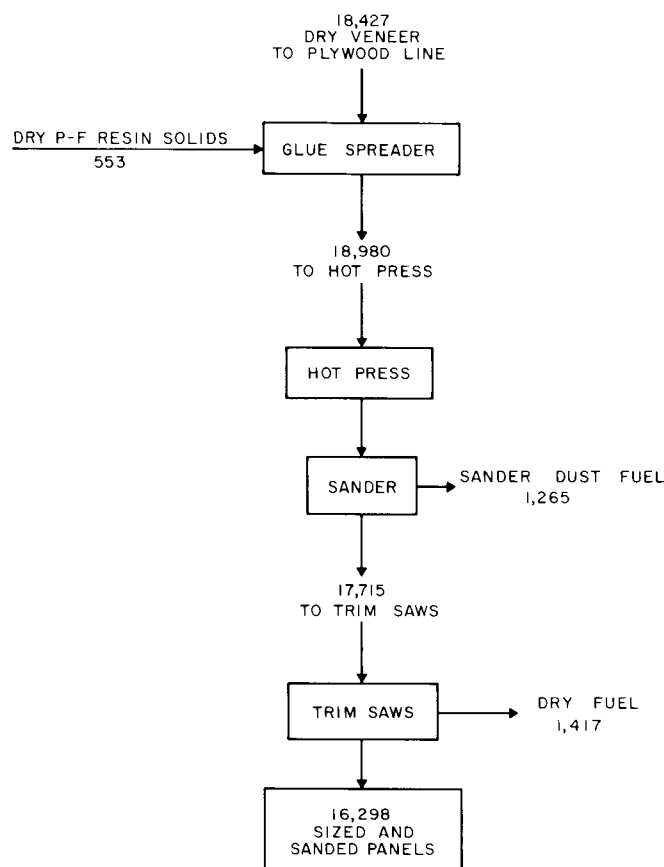 18,427
DRY VENEER
TO PLYWOOD LINE
DRY P-F RESIN SOLIDS
553
GLUE SPREADER
18,980
TO HOT PRESS
HOT PRESS
SANDER
SANDER DUST FUEL
1,265
17,715
TO TRIM SAWS
TRIM SAWS
DRY FUEL
1,417
16,298
SIZED AND
SANDED PANELS